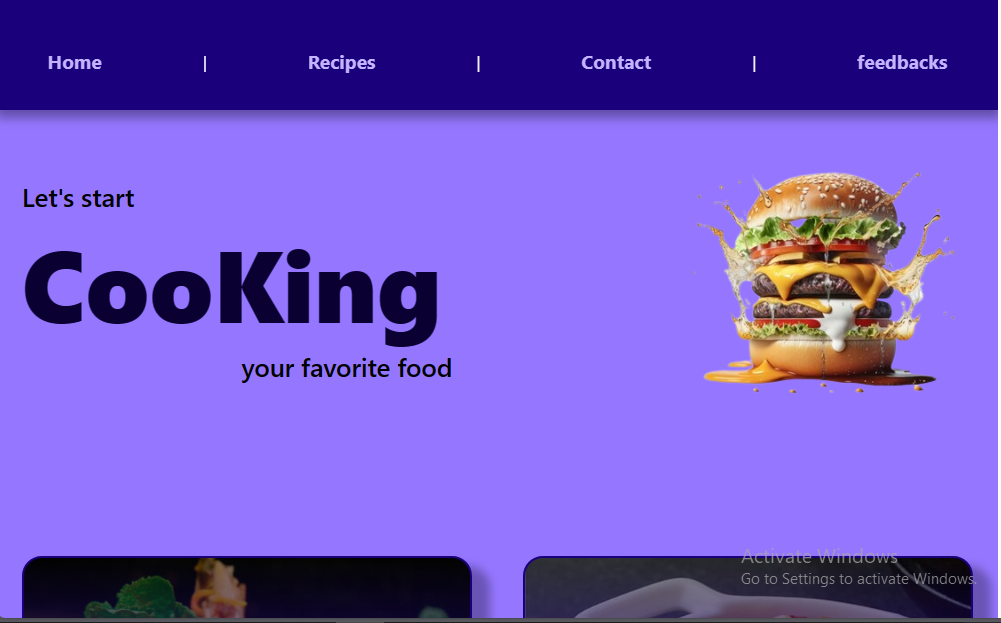 Home | Recipes | Contact | feedbacks
Let's start
CooKing
your favorite food
Activate Windows
Go to Settings to activate Windows.